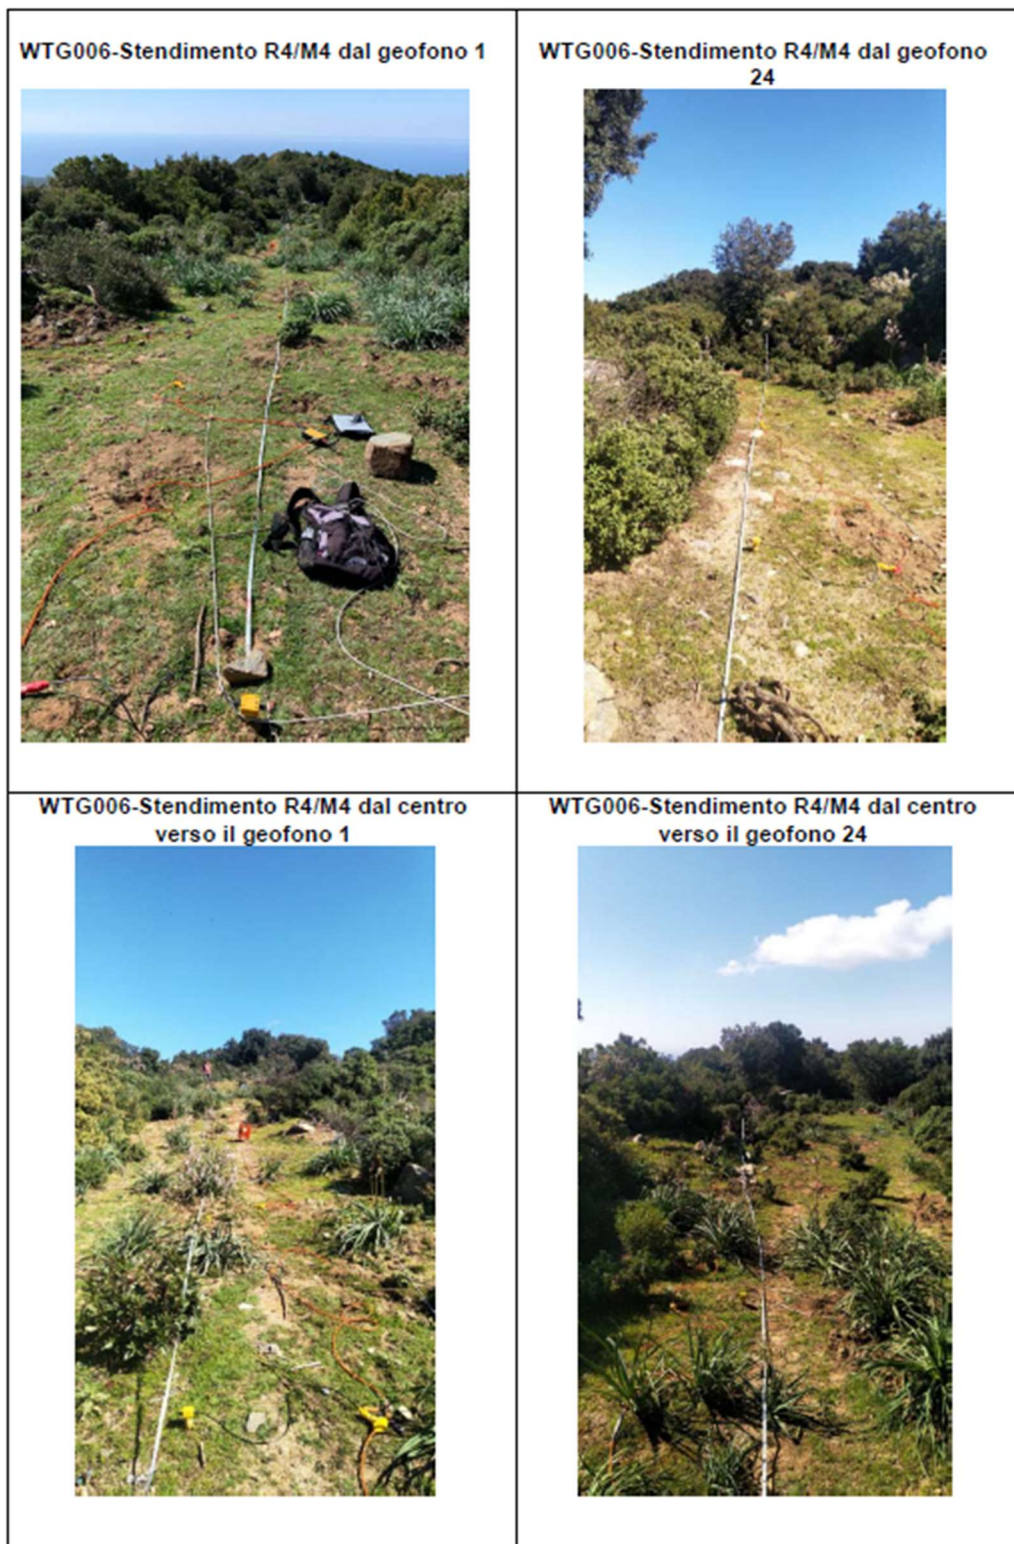 WTG006-Stendimento R4/M4 dal geofono 1
WTG006-Stendimento R4/M4 dal geofono
24
WTG006-Stendimento R4/M4 dal centro
verso il geofono 1
WTG006-Stendimento R4/M4 dal centro
verso il geofono 24